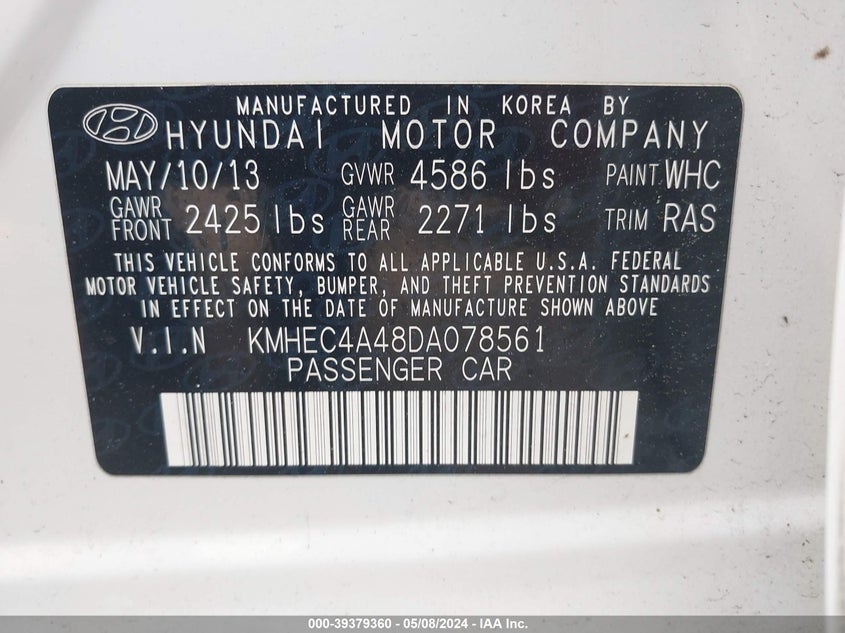 MANUFACTURED IN KOREA BY
HYUNDAI MOTOR COMPANY
MAY/10/13 GVWR 4586 lbs PAINT WHC
GAWR FRONT 2425 lbs GAWR REAR 2271 lbs TRIM RAS
THIS VEHICLE CONFORMS TO ALL APPLICABLE U.S.A. FEDERAL
MOTOR VEHICLE SAFETY, BUMPER, AND THEFT PREVENTION STANDARDS
IN EFFECT ON THE DATE OF MANUFACTURE SHOWN ABOVE
V.I.N KMHEC4A48DA078561
PASSENGER CAR
000-39379360 - 05/08/2024 - IAA Inc.